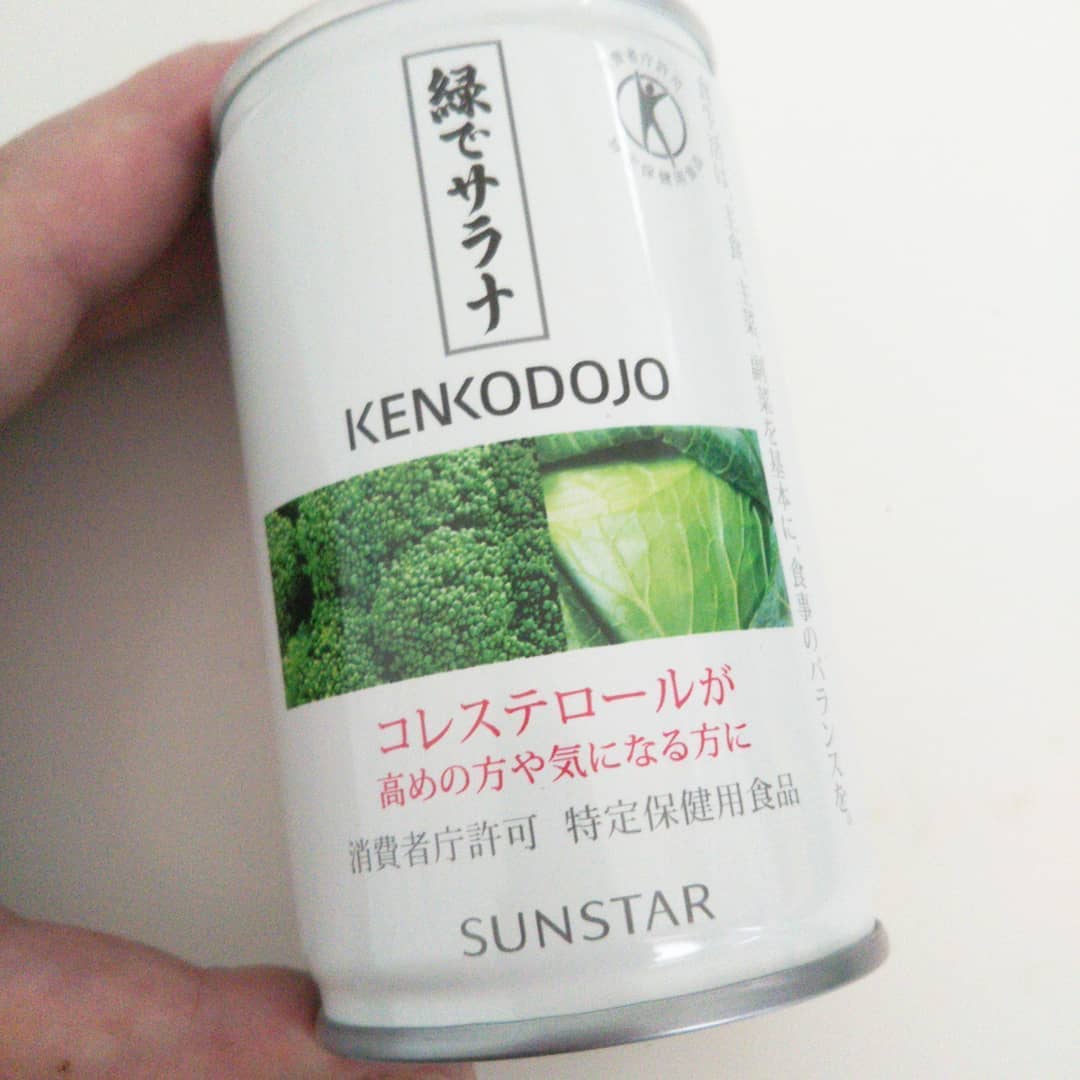 緑でサラナ
KENKODOJO
コレステロールが
高めの方や気になる方に
消費者庁許可 特定保健用食品
SUNSTAR
主菜、副菜を基本に、食事のバランスを。